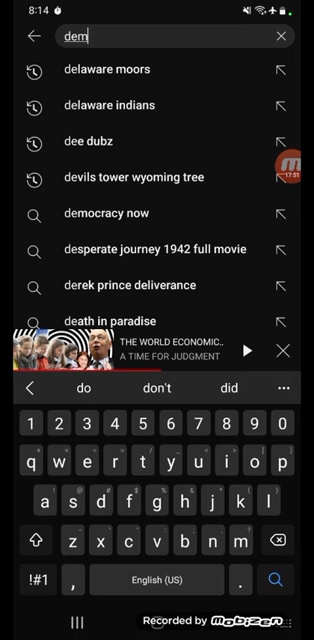 8:14
dem
delaware moors
delaware indians
dee dubz
17:51
devils tower wyoming tree
democracy now
desperate journey 1942 full movie
derek prince deliverance
death in paradise
THE WORLD ECONOMIC..
A TIME FOR JUDGMENT
do don't did ...
1 2 3 4 5 6 7 8 9 0
q w e r t y u i o p
a s d f g h j k l
z x c v b n m
!#1 , English (US) .
Recorded by Mobizen